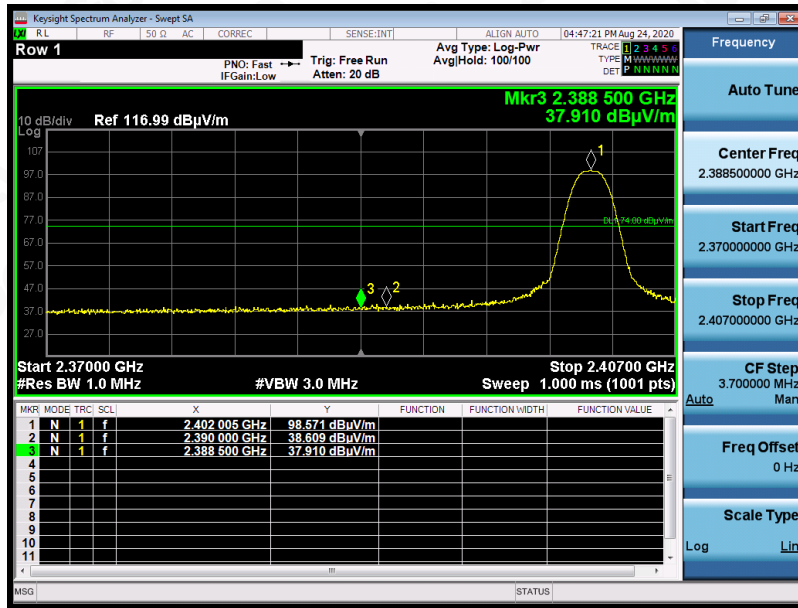 Keysight Spectrum Analyzer - Swept SA
LXI RL RF 50 Ω AC CORREC SENSE:INT ALIGN AUTO 04:47:21 PM Aug 24, 2020
Row 1
PNO: Fast
IFGain:Low
Trig: Free Run
Atten: 20 dB
Avg Type: Log-Pwr
Avg|Hold: 100/100
TRACE 1 2 3 4 5 6
TYPE M W W W W W
DET P N N N N N
Mkr3 2.388 500 GHz
37.910 dBµV/m
10 dB/div Ref 116.99 dBµV/m
Log
107
97.0
87.0
77.0
67.0
57.0
47.0
37.0
27.0
1
DL1 74.00 dBµV/m
3
2
Start 2.37000 GHz Stop 2.40700 GHz
#Res BW 1.0 MHz #VBW 3.0 MHz Sweep 1.000 ms (1001 pts)
MKR MODE TRC SCL X Y FUNCTION FUNCTION WIDTH FUNCTION VALUE
1 N 1 f 2.402 005 GHz 98.571 dBµV/m
2 N 1 f 2.390 000 GHz 38.609 dBµV/m
3 N 1 f 2.388 500 GHz 37.910 dBµV/m
4
5
6
7
8
9
10
11
MSG STATUS
Frequency
Auto Tune
Center Freq
2.388500000 GHz
Start Freq
2.370000000 GHz
Stop Freq
2.407000000 GHz
CF Step
3.700000 MHz
Auto Man
Freq Offset
0 Hz
Scale Type
Log Lin